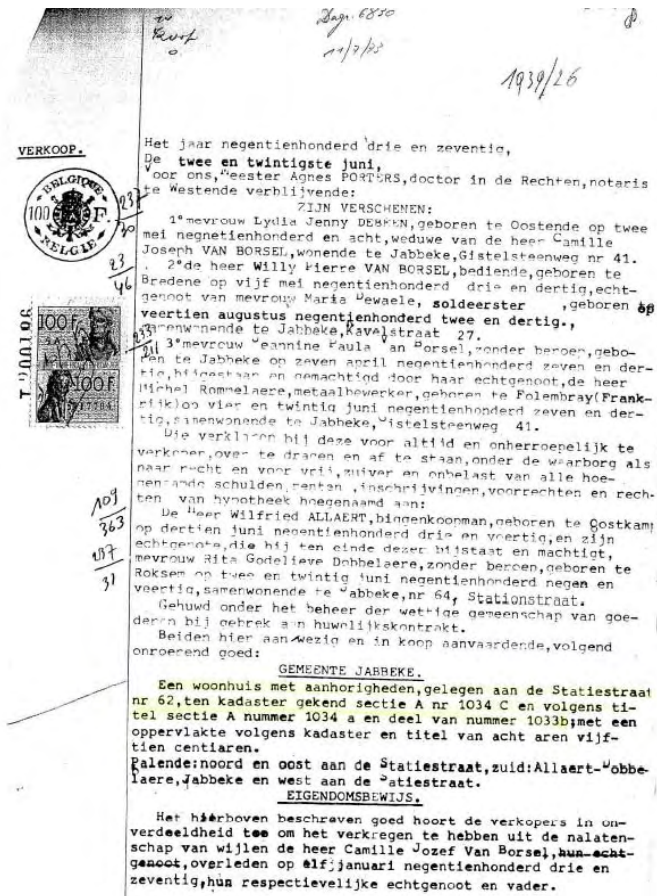 Dagr. 6850
11/7/73
1939/26
VERKOOP.
BELGIQUE
100 F.
BELGIE
23
46
100F
100F
109
363
31
Het jaar negentienhonderd drie en zeventig,
De twee en twintigste juni,
Voor ons, Meester Agnes PORTERS, doctor in de Rechten, notaris
te Westende verblijvende:
ZIJN VERSCHENEN:
1°mevrouw Lydia Jenny DEBKEN, geboren te Oostende op twee
mei negnetienhonderd en acht, weduwe van de heer Camille
Joseph VAN BORSEL, wonende te Jabbeke, Gistelsteenweg nr 41.
2°de heer Willy Pierre VAN BORSEL, bediende, geboren te
Bredene op vijf mei negentienhonderd drie en dertig, echt-
genoot van mevrouw Maria Dewaele, soldeerster , geboren op
veertien augustus negentienhonderd twee en dertig.,
samenwonende te Jabbeke, Kavelstraat 27.
3°mevrouw Jeannine Paula Van Borsel, zonder beroep, gebo-
ren te Jabbeke op zeven april negentienhonderd zeven en der-
tig, bijgestaan en gemachtigd door haar echtgenoot, de heer
Michel Rommelaere, metaalbewerker, geboren te Folembray(Frank-
rijk)op vier en twintig juni negentienhonderd zeven en der-
tig, samenwonende te Jabbeke, Gistelsteenweg 41.
Die verklaren bij deze voor altijd en onherroepelijk te
verkopen, over te dragen en af te staan, onder de waarborg als
naar recht en voor vrij, zuiver en onbelast van alle hoe-
genaamde schulden, renten , inschrijvingen, voorrechten en rech-
ten van hypotheek hoegenaamd aan:
De Heer Wilfried ALLAERT, biggenkoopman, geboren te Oostkamp
op dertien juni negentienhonderd drie en veertig, en zijn
echtgenote, die hij ten einde dezer bijstaat en machtigt,
mevrouw Rita Godelieve Dobbelaere, zonder beroep, geboren te
Roksem op twee en twintig juni negentienhonderd negen en
veertig, samenwonende te Jabbeke, nr 64, Stationstraat.
Gehuwd onder het beheer der wettige gemeenschap van goe-
deren bij gebrek aan huwelijkskontrakt.
Beiden hier aanwezig en in koop aanvaardende, volgend
onroerend goed:
GEMEENTE JABBEKE.
Een woonhuis met aanhorigheden, gelegen aan de Statiestraat
nr 62, ten kadaster gekend sectie A nr 1034 C en volgens ti-
tel sectie A nummer 1034 a en deel van nummer 1033b; met een
oppervlakte volgens kadaster en titel van acht aren vijf-
tien centiaren.
Palende: noord en oost aan de Statiestraat, zuid: Allaert-Dobbe-
laere, Jabbeke en west aan de Satiestraat.
EIGENDOMSBEWIJS.
Het hierboven beschreven goed hoort de verkopers in on-
verdeeldheid toe om het verkregen te hebben uit de nalaten-
schap van wijlen de heer Camille Jozef Van Borsel, hun echt-
genoot, overleden op elf januari negentienhonderd drie en
zeventig, hun respectievelijke echtgenoot en vader.